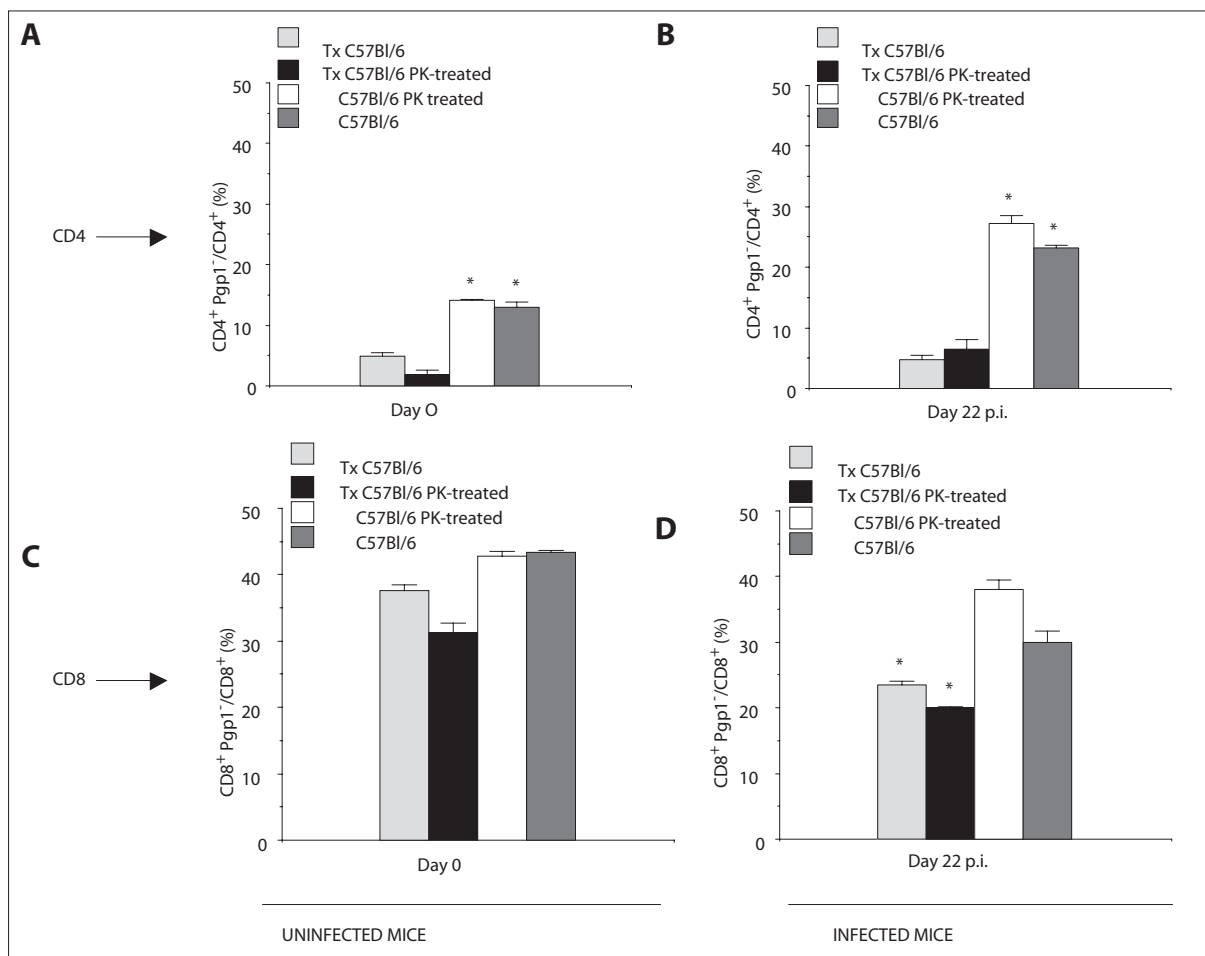 A
Tx C57Bl/6
Tx C57Bl/6 PK-treated
C57Bl/6 PK treated
C57Bl/6
50
40
30
20
10
0
CD4+ Pgp1-/CD4+ (%)
CD4
*
*
Day O
B
Tx C57Bl/6
Tx C57Bl/6 PK-treated
C57Bl/6 PK-treated
C57Bl/6
50
40
30
20
10
0
CD4+ Pgp1-/CD4+ (%)
*
*
Day 22 p.i.
C
Tx C57Bl/6
Tx C57Bl/6 PK-treated
C57Bl/6 PK-treated
C57Bl/6
50
40
30
20
10
0
CD8+ Pgp1-/CD8+ (%)
CD8
Day 0
UNINFECTED MICE
D
Tx C57Bl/6
Tx C57Bl/6 PK-treated
C57Bl/6 PK-treated
C57Bl/6
50
40
30
20
10
0
CD8+ Pgp1-/CD8+ (%)
*
*
Day 22 p.i.
INFECTED MICE